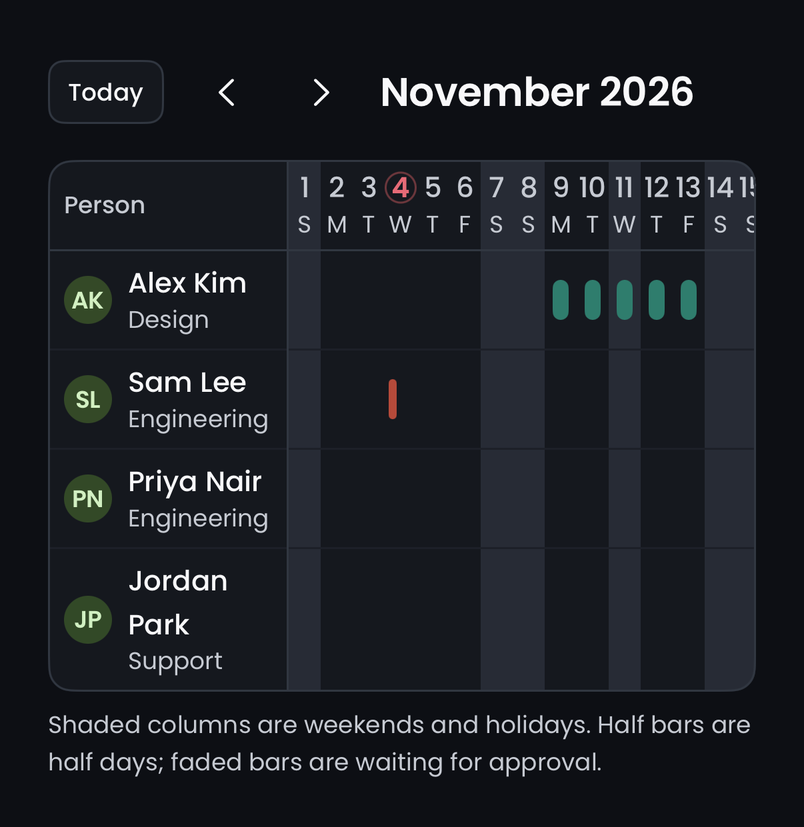 Today < > November 2026
Person 1 2 3 4 5 6 7 8 9 10 11 12 13 14 15
S M T W T F S S M T W T F S S
AK Alex Kim
Design
SL Sam Lee
Engineering
PN Priya Nair
Engineering
Jordan
JP Park
Support
Shaded columns are weekends and holidays. Half bars are
half days; faded bars are waiting for approval.